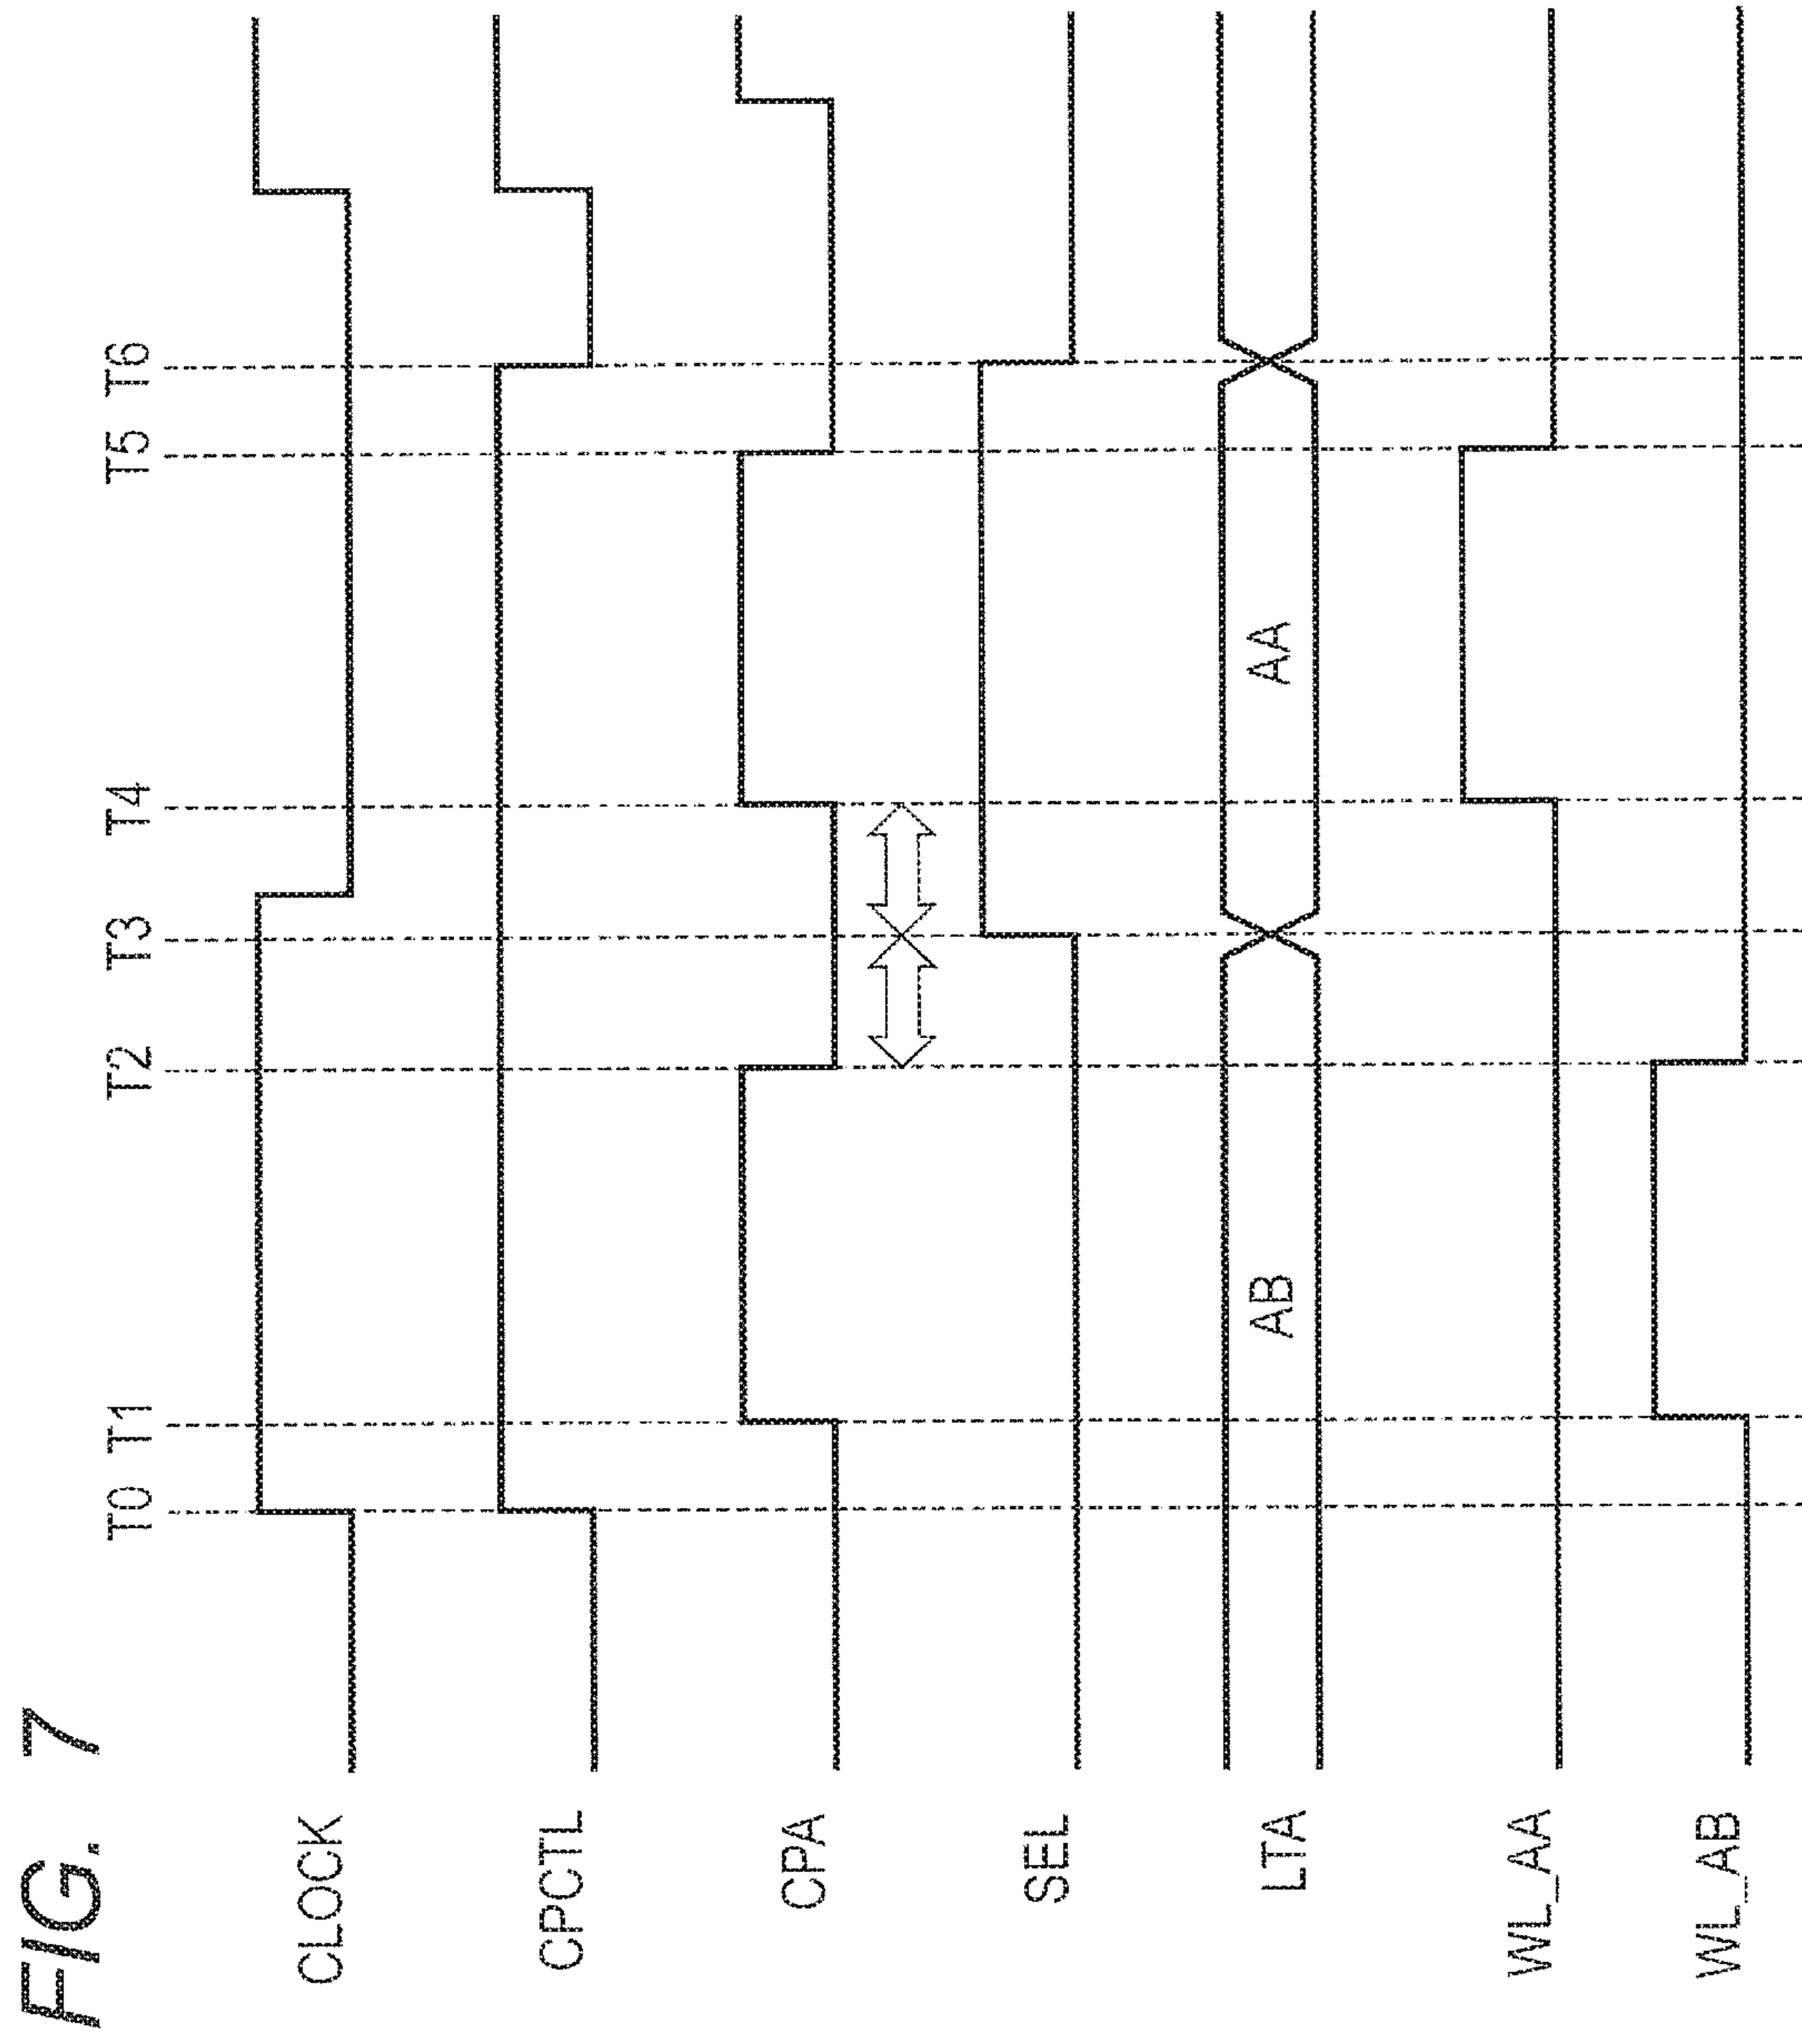 FIG. 7
T0 T1 T2 T3 T4 T5 T6
CLOCK
CPCTL
CPA
SEL
LTA AB AA
WL_AA
WL_AB